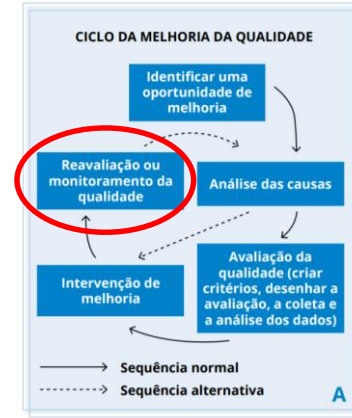 CICLO DA MELHORIA DA QUALIDADE
Identificar uma
oportunidade de
melhoria
Reavaliação ou
monitoramento da
qualidade
Análise das causas
Intervenção de
melhoria
Avaliação da
qualidade (criar
critérios, desenhar a
avaliação, a coleta e
a análise dos dados)
Sequência normal
Sequência alternativa
A